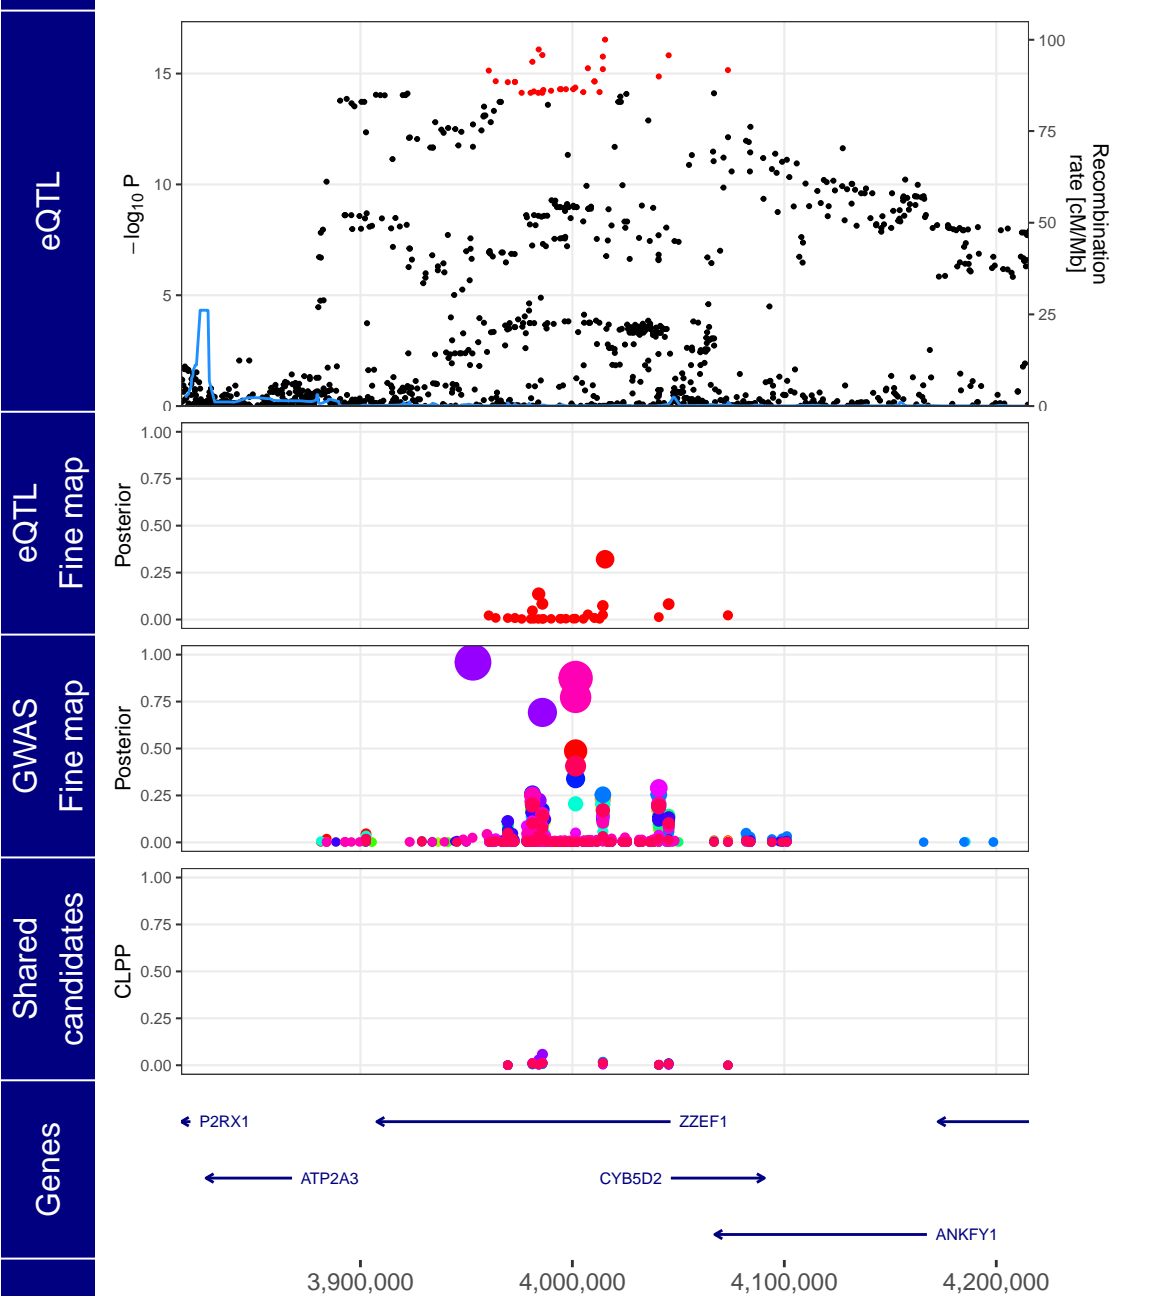 eQTL
−log10 P
15
10
5
0
100
75
50
25
0
Recombination
rate [cM/Mb]
eQTL
Fine map
Posterior
1.00
0.75
0.50
0.25
0.00
GWAS
Fine map
Posterior
1.00
0.75
0.50
0.25
0.00
Shared
candidates
CLPP
1.00
0.75
0.50
0.25
0.00
Genes
P2RX1
ZZEF1
ATP2A3
CYB5D2
ANKFY1
3,900,000
4,000,000
4,100,000
4,200,000